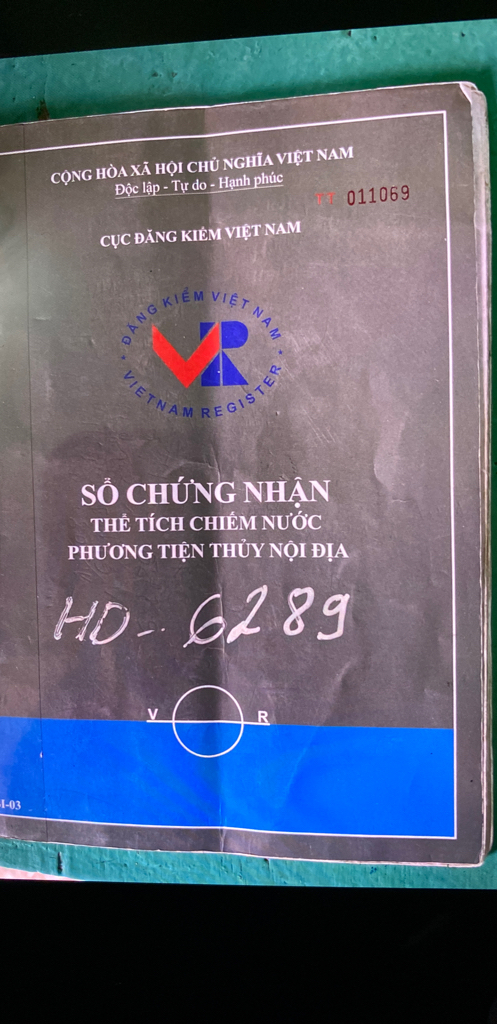 CỘNG HÒA XÃ HỘI CHỦ NGHĨA VIỆT NAM
Độc lập - Tự do - Hạnh phúc
TT 011069
CỤC ĐĂNG KIỂM VIỆT NAM
ĐĂNG KIỂM VIỆT NAM
VR
VIETNAM REGISTER
SỔ CHỨNG NHẬN
THỂ TÍCH CHIẾM NƯỚC
PHƯƠNG TIỆN THỦY NỘI ĐỊA
HD-- 6289
V R
-03